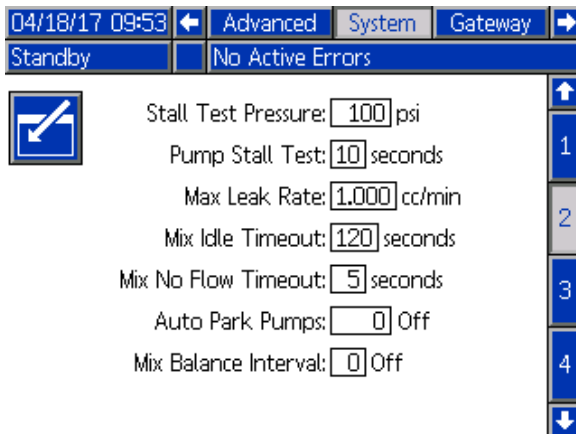 04/18/17 09:53 Advanced System Gateway
Standby No Active Errors
Stall Test Pressure: 100 psi
Pump Stall Test: 10 seconds
Max Leak Rate: 1.000 cc/min
Mix Idle Timeout: 120 seconds
Mix No Flow Timeout: 5 seconds
Auto Park Pumps: 0 Off
Mix Balance Interval: 0 Off
1
2
3
4